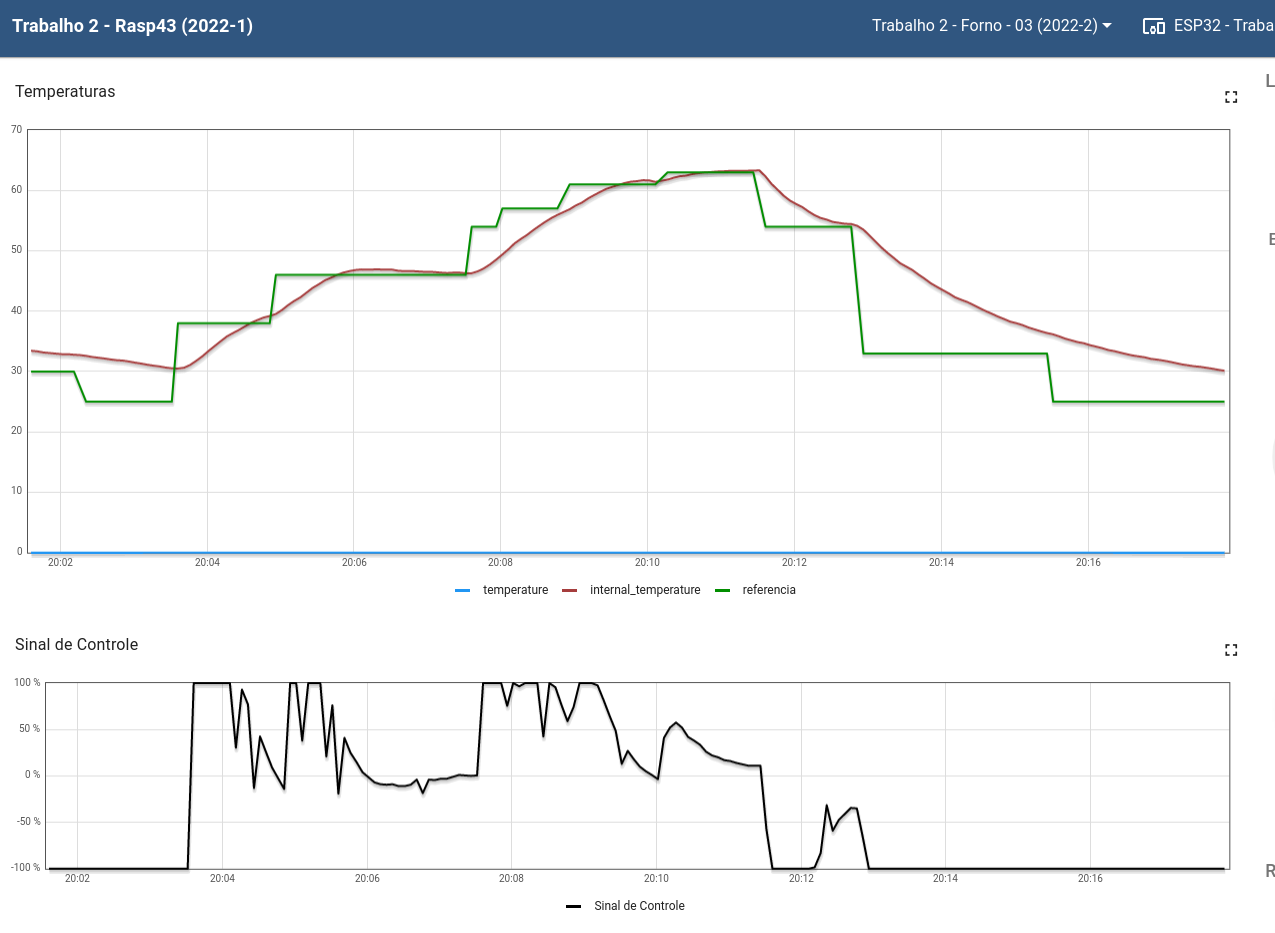 Trabalho 2 - Rasp43 (2022-1)
Trabalho 2 - Forno - 03 (2022-2)
ESP32 - Traba
L
Temperaturas
70
60
50
40
30
20
10
0
20:02 20:04 20:06 20:08 20:10 20:12 20:14 20:16
temperature internal_temperature referencia
E
Sinal de Controle
100 %
50 %
0 %
-50 %
-100 %
20:02 20:04 20:06 20:08 20:10 20:12 20:14 20:16
Sinal de Controle
R